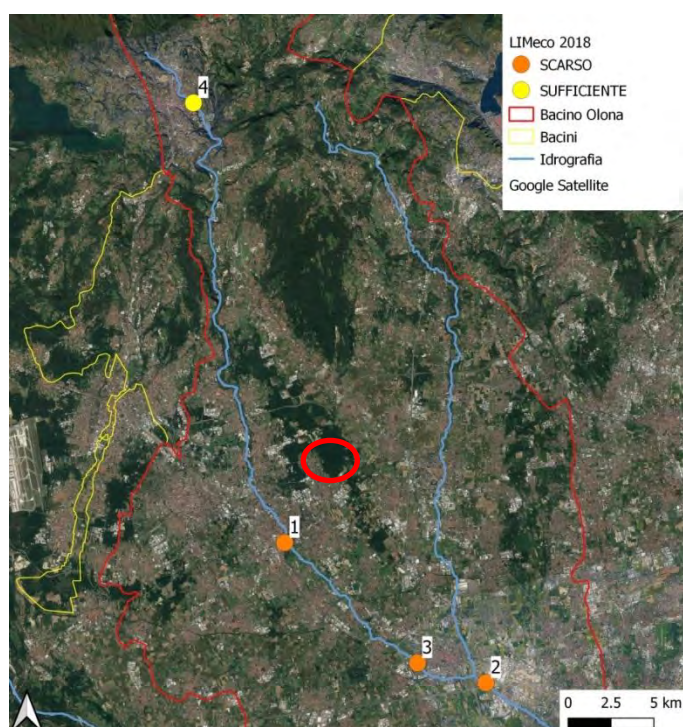 LIMeco 2018
SCARSO
SUFFICIENTE
Bacino Olona
Bacini
Idrografia
Google Satellite
4
1
3
2
0 2.5 5 km